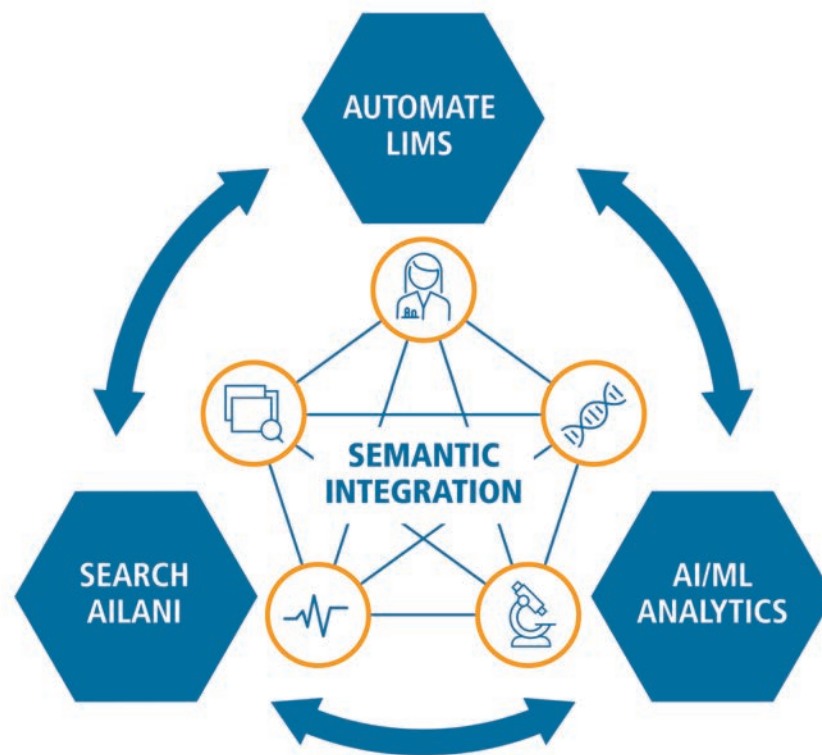 AUTOMATE
LIMS
SEMANTIC
INTEGRATION
SEARCH
AILANI
AI/ML
ANALYTICS